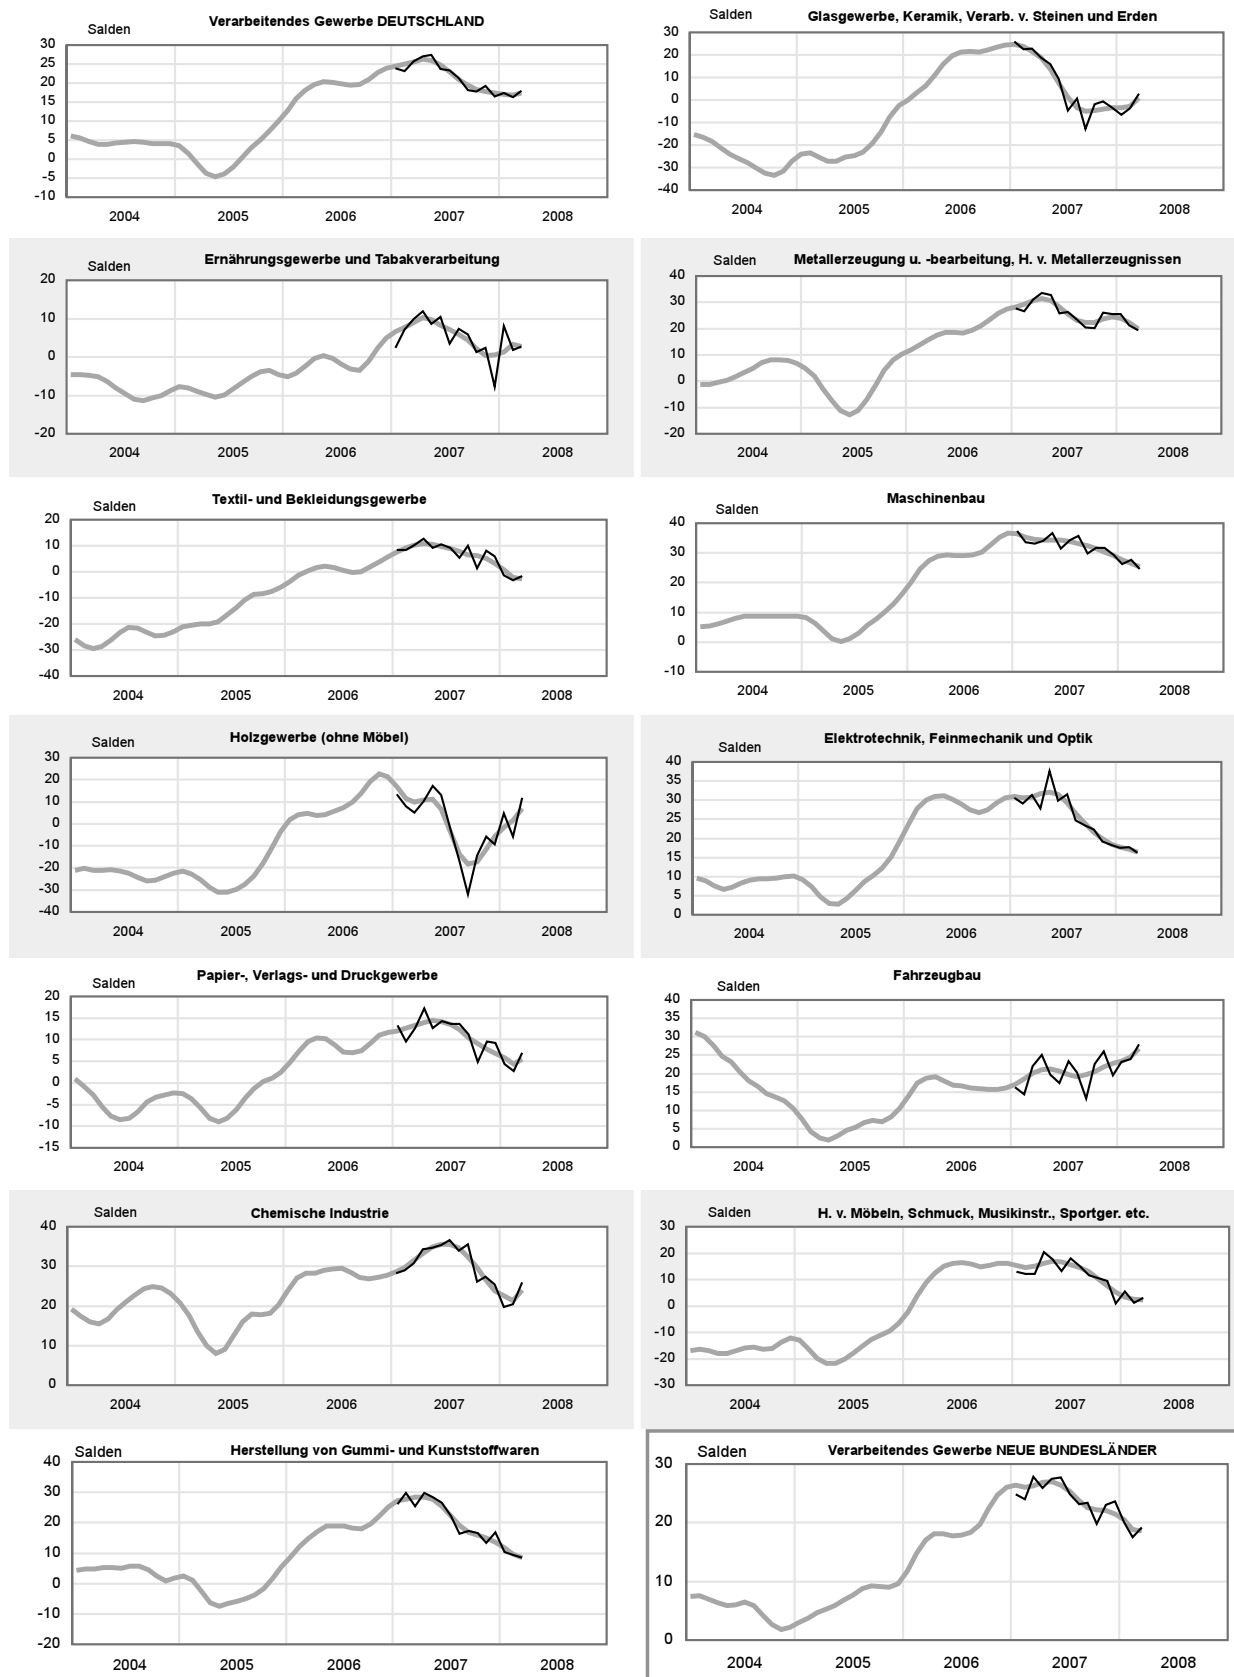 Verarbeitendes Gewerbe DEUTSCHLAND
Salden
30
25
20
15
10
5
0
-5
-10
2004 2005 2006 2007 2008
Glasgewerbe, Keramik, Verarb. v. Steinen und Erden
Salden
30
20
10
0
-10
-20
-30
-40
2004 2005 2006 2007 2008
Ernährungsgewerbe und Tabakverarbeitung
Salden
20
10
0
-10
-20
2004 2005 2006 2007 2008
Metallerzeugung u. -bearbeitung, H. v. Metallerzeugnissen
Salden
40
30
20
10
0
-10
-20
2004 2005 2006 2007 2008
Textil- und Bekleidungsgewerbe
Salden
20
10
0
-10
-20
-30
-40
2004 2005 2006 2007 2008
Maschinenbau
Salden
40
30
20
10
0
-10
2004 2005 2006 2007 2008
Holzgewerbe (ohne Möbel)
Salden
30
20
10
0
-10
-20
-30
-40
2004 2005 2006 2007 2008
Elektrotechnik, Feinmechanik und Optik
Salden
40
35
30
25
20
15
10
5
0
2004 2005 2006 2007 2008
Papier-, Verlags- und Druckgewerbe
Salden
20
15
10
5
0
-5
-10
-15
2004 2005 2006 2007 2008
Fahrzeugbau
Salden
40
35
30
25
20
15
10
5
0
2004 2005 2006 2007 2008
Chemische Industrie
Salden
40
30
20
10
0
2004 2005 2006 2007 2008
H. v. Möbeln, Schmuck, Musikinstr., Sportger. etc.
Salden
30
20
10
0
-10
-20
-30
2004 2005 2006 2007 2008
Herstellung von Gummi- und Kunststoffwaren
Salden
40
30
20
10
0
-10
-20
2004 2005 2006 2007 2008
Verarbeitendes Gewerbe NEUE BUNDESLÄNDER
Salden
30
20
10
0
2004 2005 2006 2007 2008